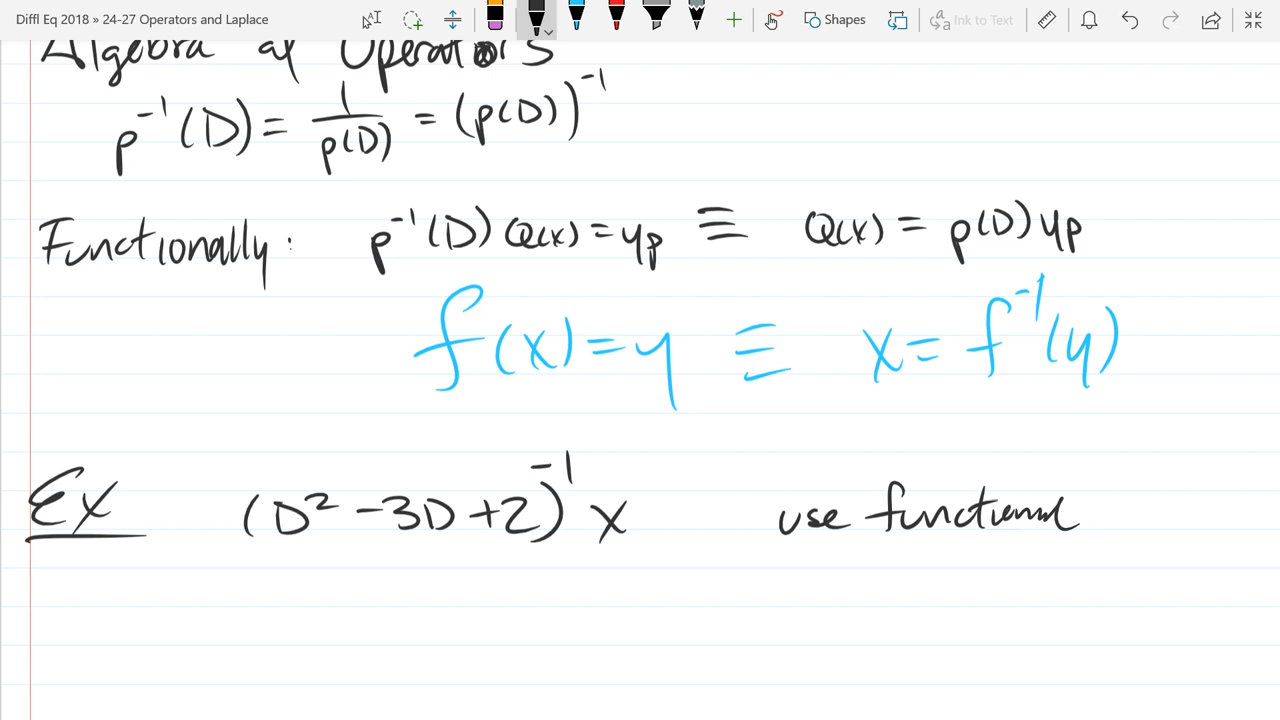 Diffl Eq 2018 » 24-27 Operators and Laplace
Shapes
Ink to Text
Algebra of Operators
p⁻¹(D) = 1/p(D) = (p(D))⁻¹
Functionally: p⁻¹(D) Q(x) = yp ≡ Q(x) = p(D) yp
f(x) = y ≡ x = f⁻¹(y)
Ex (D² - 3D + 2)⁻¹ x use functional